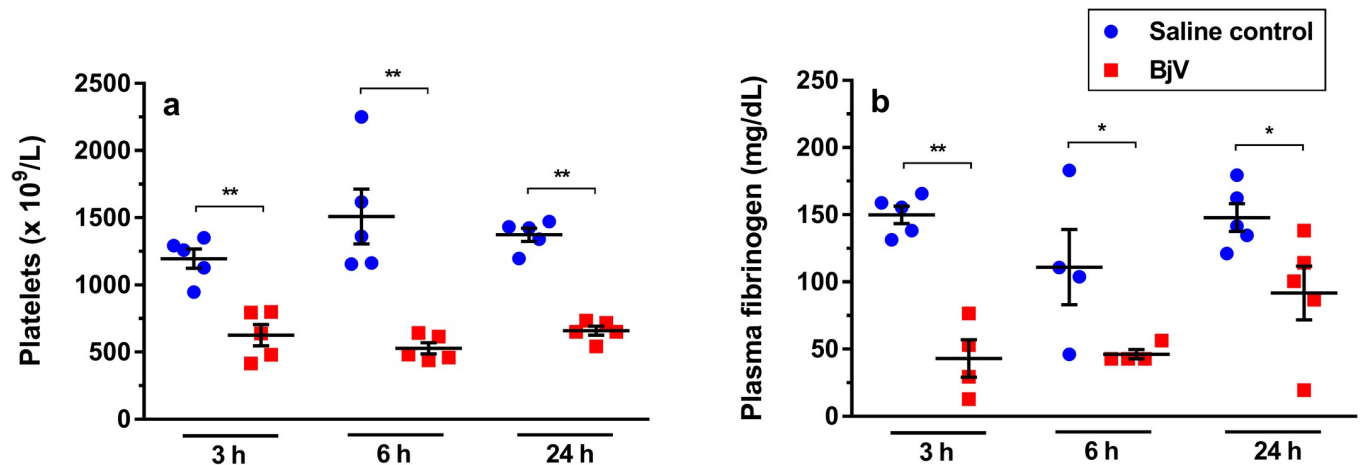 Saline control
BjV
a
Platelets (x 10⁹/L)
2500
2000
1500
1000
500
0
**
**
**
3 h
6 h
24 h
b
Plasma fibrinogen (mg/dL)
250
200
150
100
50
0
**
*
*
3 h
6 h
24 h